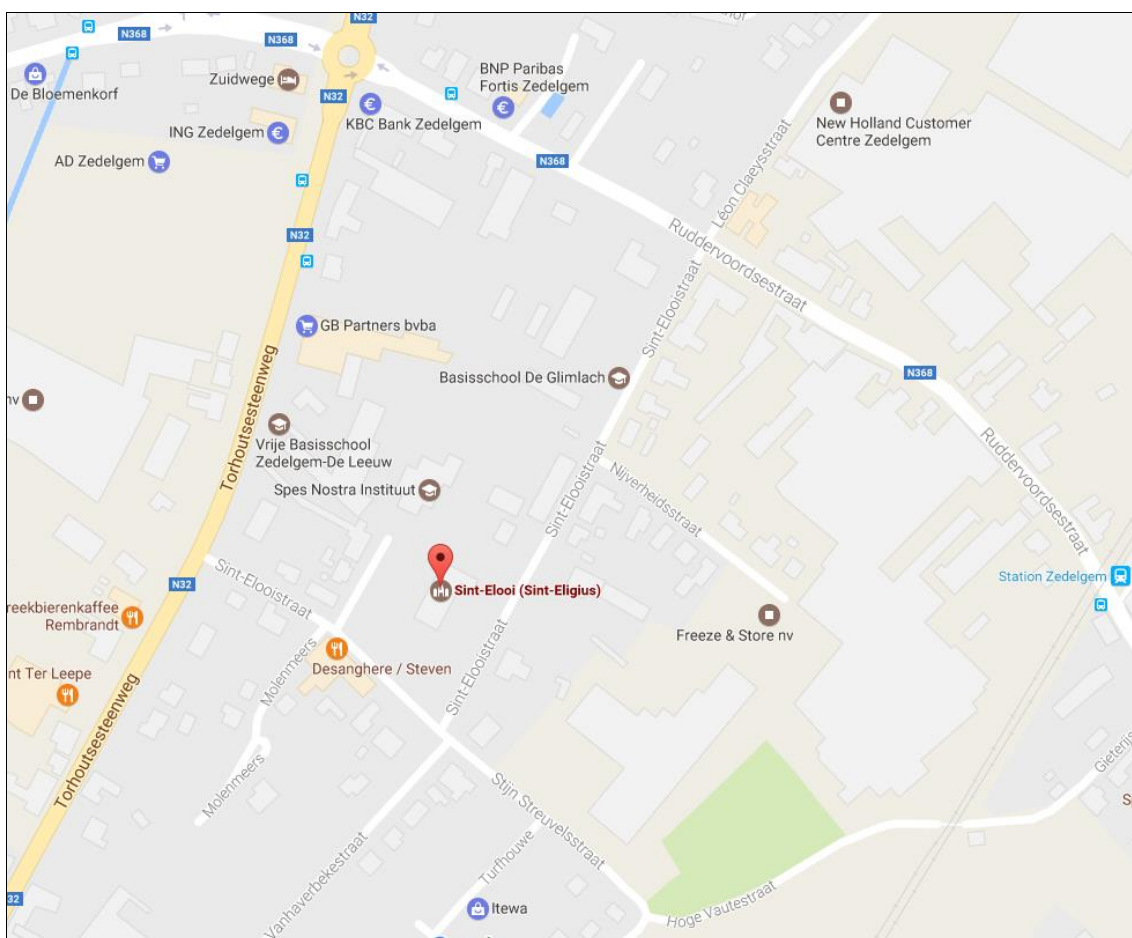 N32
N368
N368
De Bloemenkorf
Zuidwege
BNP Paribas
Fortis Zedelgem
N32
KBC Bank Zedelgem
ING Zedelgem
AD Zedelgem
New Holland Customer
Centre Zedelgem
N368
Léon Claeysstraat
N32
Ruddervoordsestraat
Sint-Elooistraat
GB Partners bvba
Basisschool De Glimlach
N368
nv
Torhoutsesteenweg
Vrije Basisschool
Zedelgem-De Leeuw
Ruddervoordsestraat
Nijverheidsstraat
Spes Nostra Instituut
Sint-Elooistraat
Sint-Elooistraat
N32
Station Zedelgem
Sint-Elooi (Sint-Eligius)
reekbierenkaffee
Rembrandt
Freeze & Store nv
Molenmeers
Desanghere / Steven
Sint-Elooistraat
nt Ter Leepe
Torhoutsesteenweg
Molenmeers
Gieterijs
Stijn Streuvelsstraat
S
Turfhouwe
Vanhaverbekestraat
Hoge Vautestraat
Itewa
32